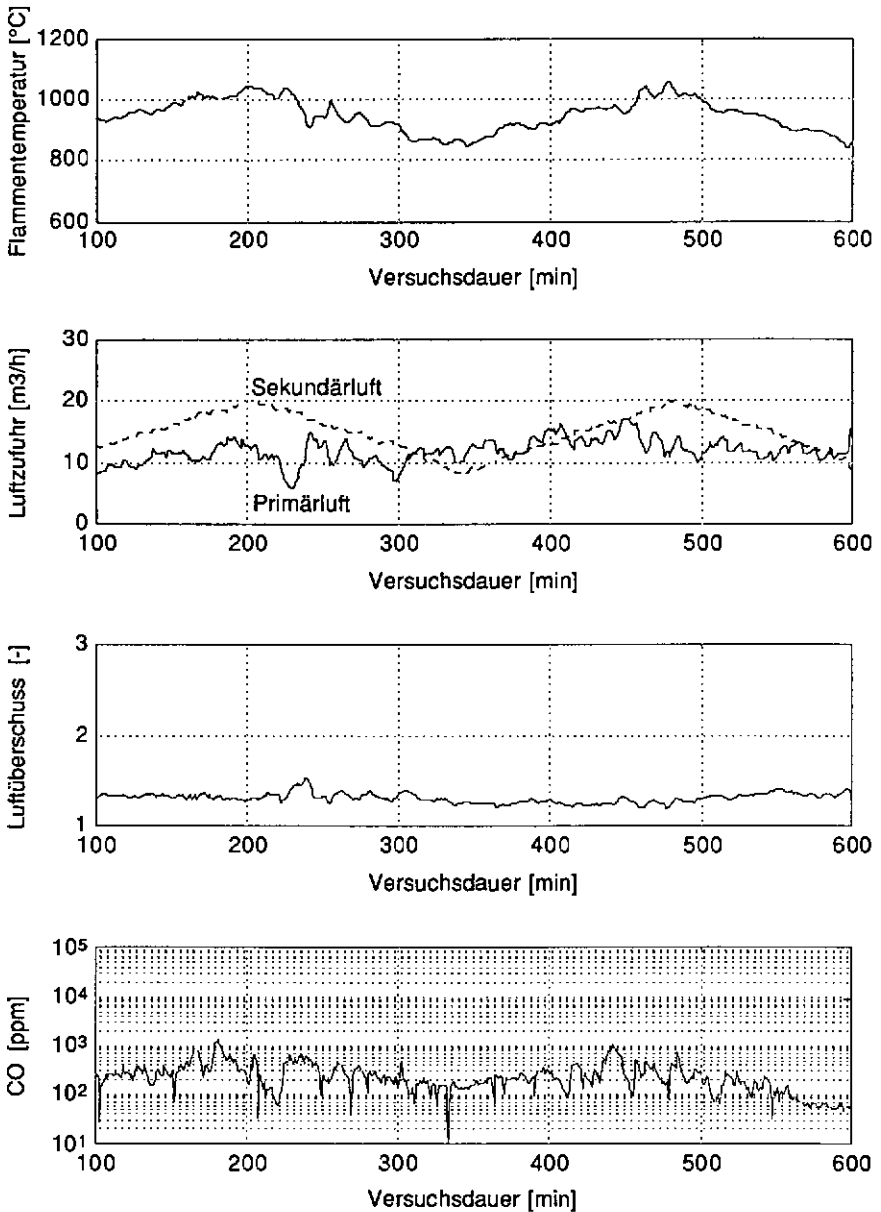 Flammentemperatur [°C]
1200
1000
800
600
100 200 300 400 500 600
Versuchsdauer [min]
Luftzufuhr [m3/h]
30
20
10
0
Sekundärluft
Primärluft
100 200 300 400 500 600
Versuchsdauer [min]
Luftüberschuss [-]
3
2
1
100 200 300 400 500 600
Versuchsdauer [min]
CO [ppm]
10⁵
10⁴
10³
10²
10¹
100 200 300 400 500 600
Versuchsdauer [min]